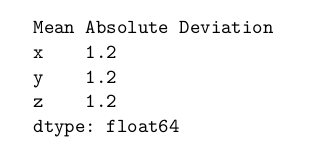 Mean Absolute Deviation
x    1.2
y    1.2
z    1.2
dtype: float64